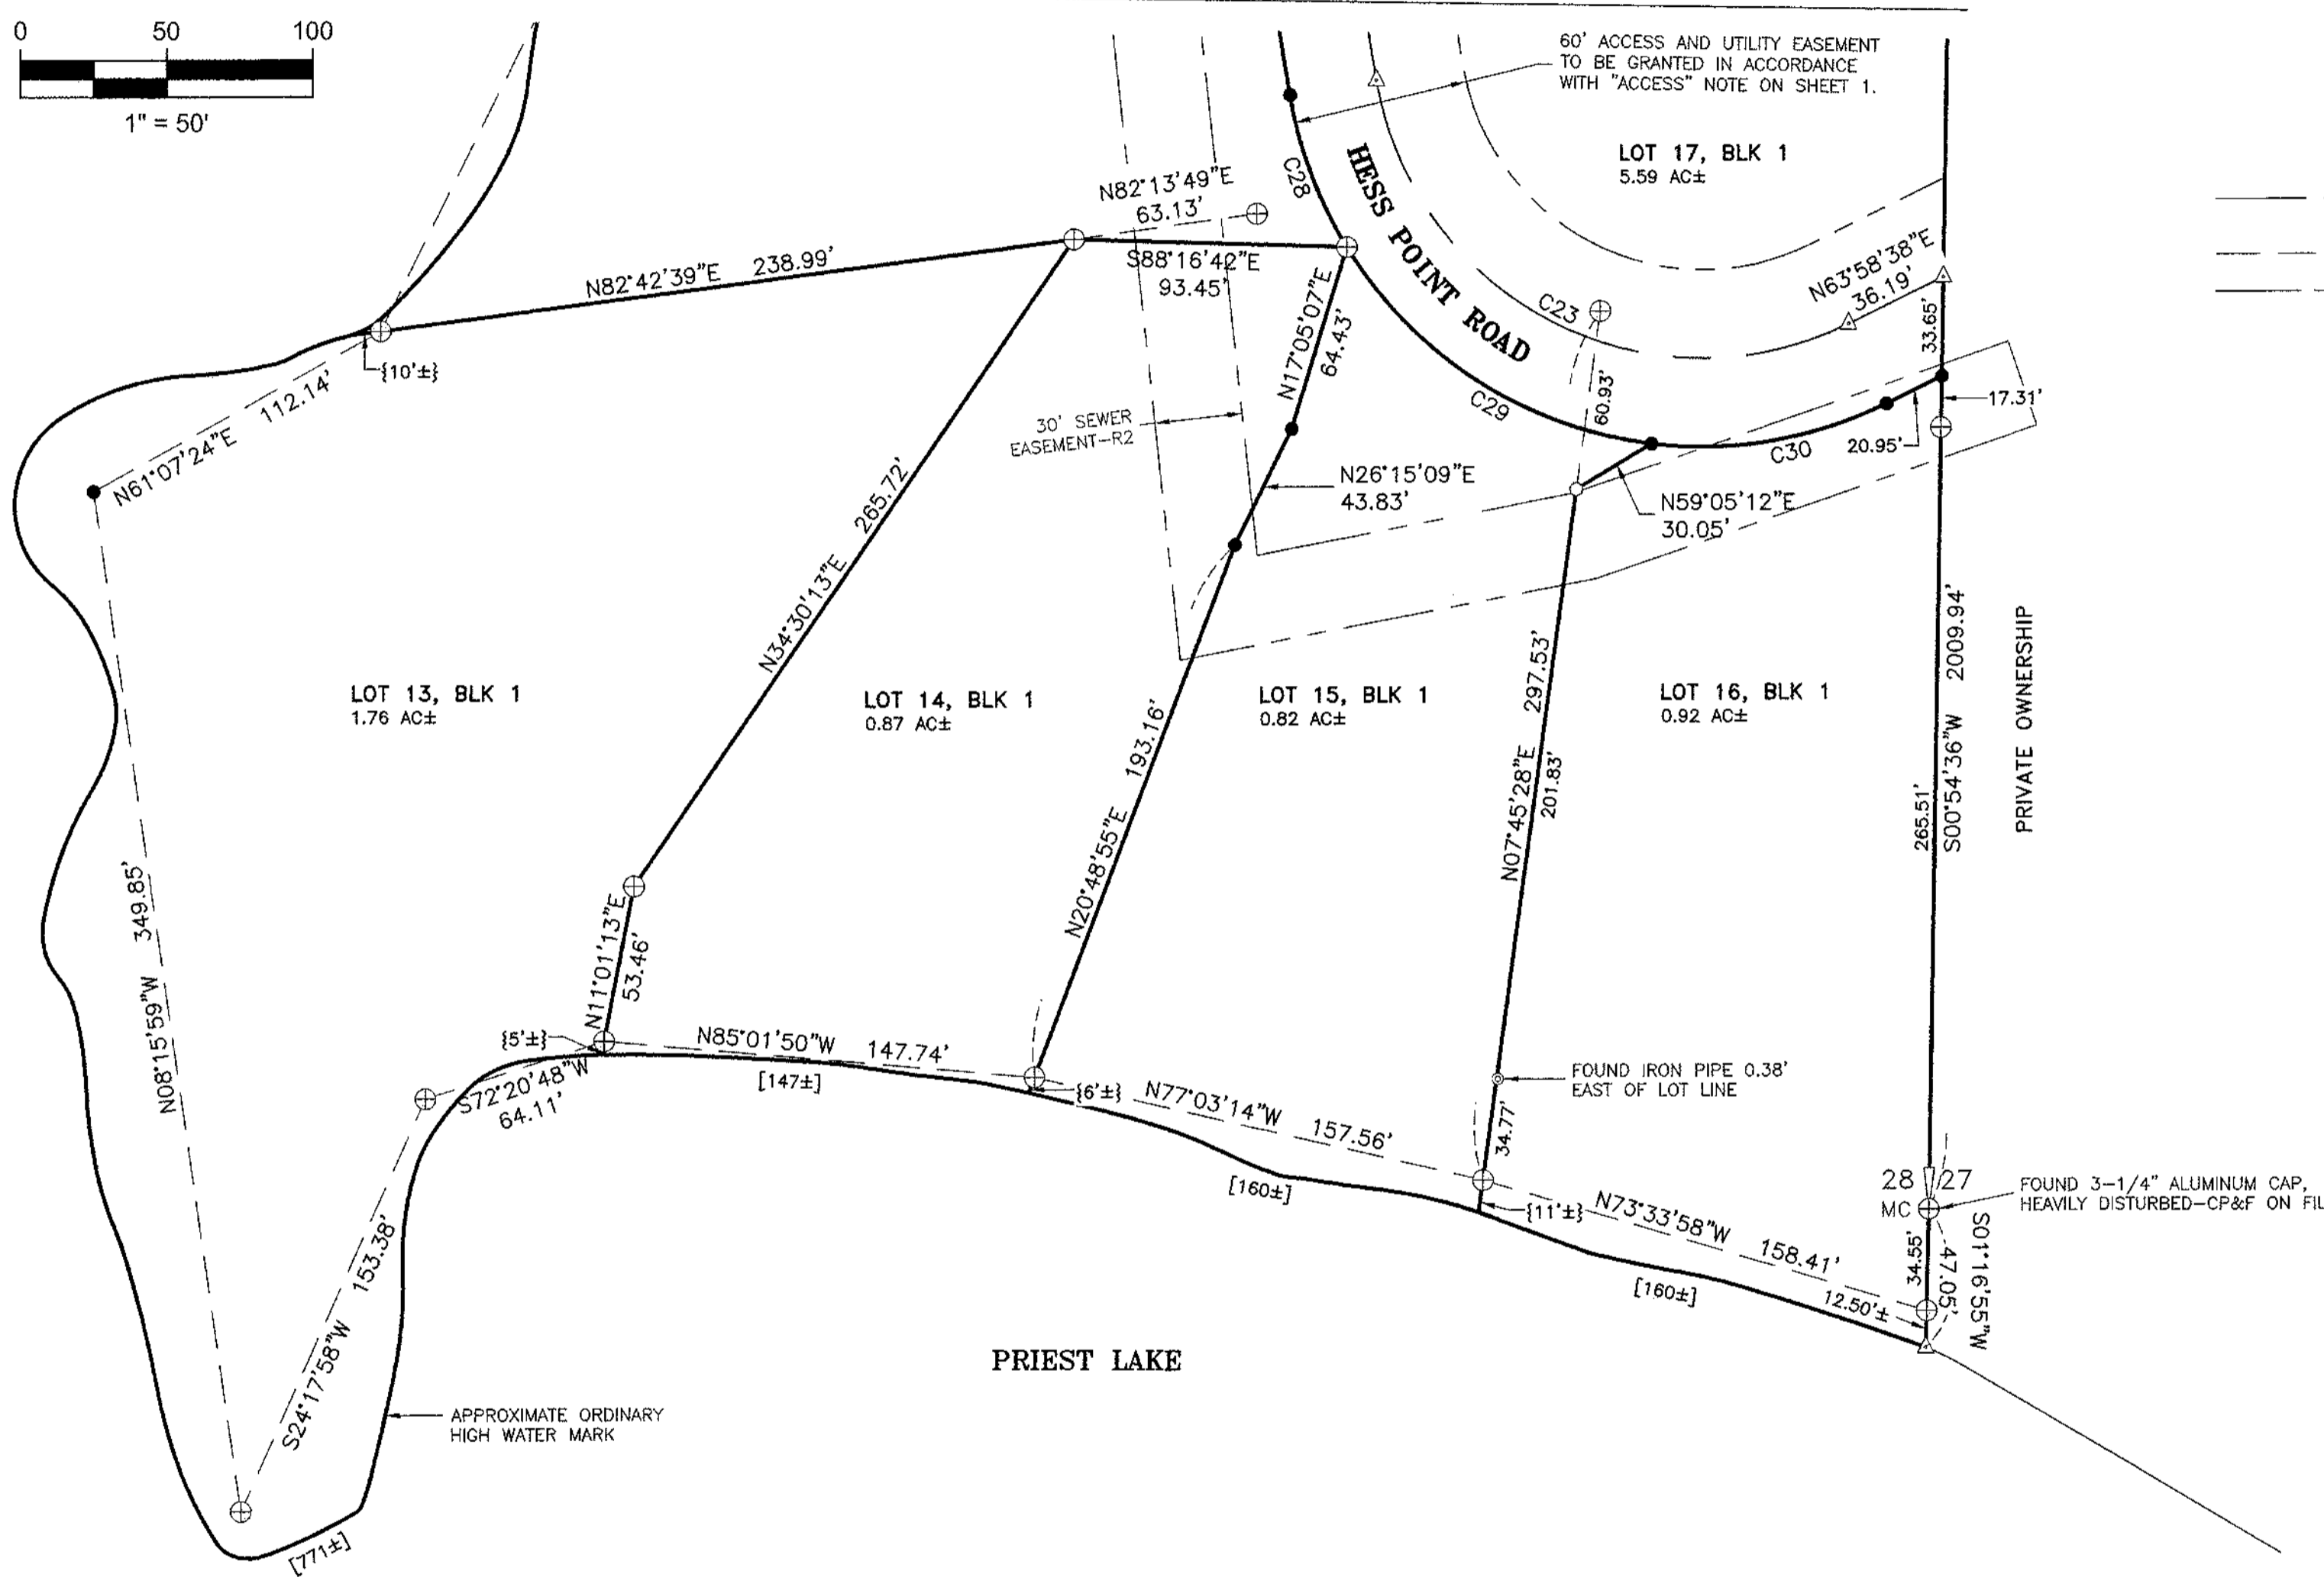 0 50 100
1" = 50'
60' ACCESS AND UTILITY EASEMENT
TO BE GRANTED IN ACCORDANCE
WITH "ACCESS" NOTE ON SHEET 1.
LOT 17, BLK 1
5.59 AC±
C28
HESS POINT ROAD
N82°13'49"E
63.13'
S88°16'42"E
93.45'
N82°42'39"E 238.99'
{10'±}
N61°07'24"E 112.14'
N17°05'07"E
64.43'
C23
60.93'
N63°58'38"E
36.19'
33.65'
17.31'
C29
C30
20.95'
30' SEWER
EASEMENT-R2
N26°15'09"E
43.83'
N59°05'12"E
30.05'
N34°30'13"E 265.72'
LOT 13, BLK 1
1.76 AC±
LOT 14, BLK 1
0.87 AC±
LOT 15, BLK 1
0.82 AC±
LOT 16, BLK 1
0.92 AC±
N20°48'55"E 193.16'
N07°45'28"E 297.53'
201.83'
265.51'
S00°54'36"W 2009.94'
PRIVATE OWNERSHIP
N08°15'59"W 349.85'
N11°01'13"E
53.46'
{5'±}
S72°20'48"W
64.11'
N85°01'50"W 147.74'
[147±]
{6'±}
N77°03'14"W 157.56'
[160±]
FOUND IRON PIPE 0.38'
EAST OF LOT LINE
34.77'
{11'±}
N73°33'58"W 158.41'
[160±]
12.50'±
28 27
MC
FOUND 3-1/4" ALUMINUM CAP,
HEAVILY DISTURBED-CP&F ON FIL
34.55'
47.05'
S01°16'55"W
S24°17'58"W 153.38'
PRIEST LAKE
APPROXIMATE ORDINARY
HIGH WATER MARK
[771±]